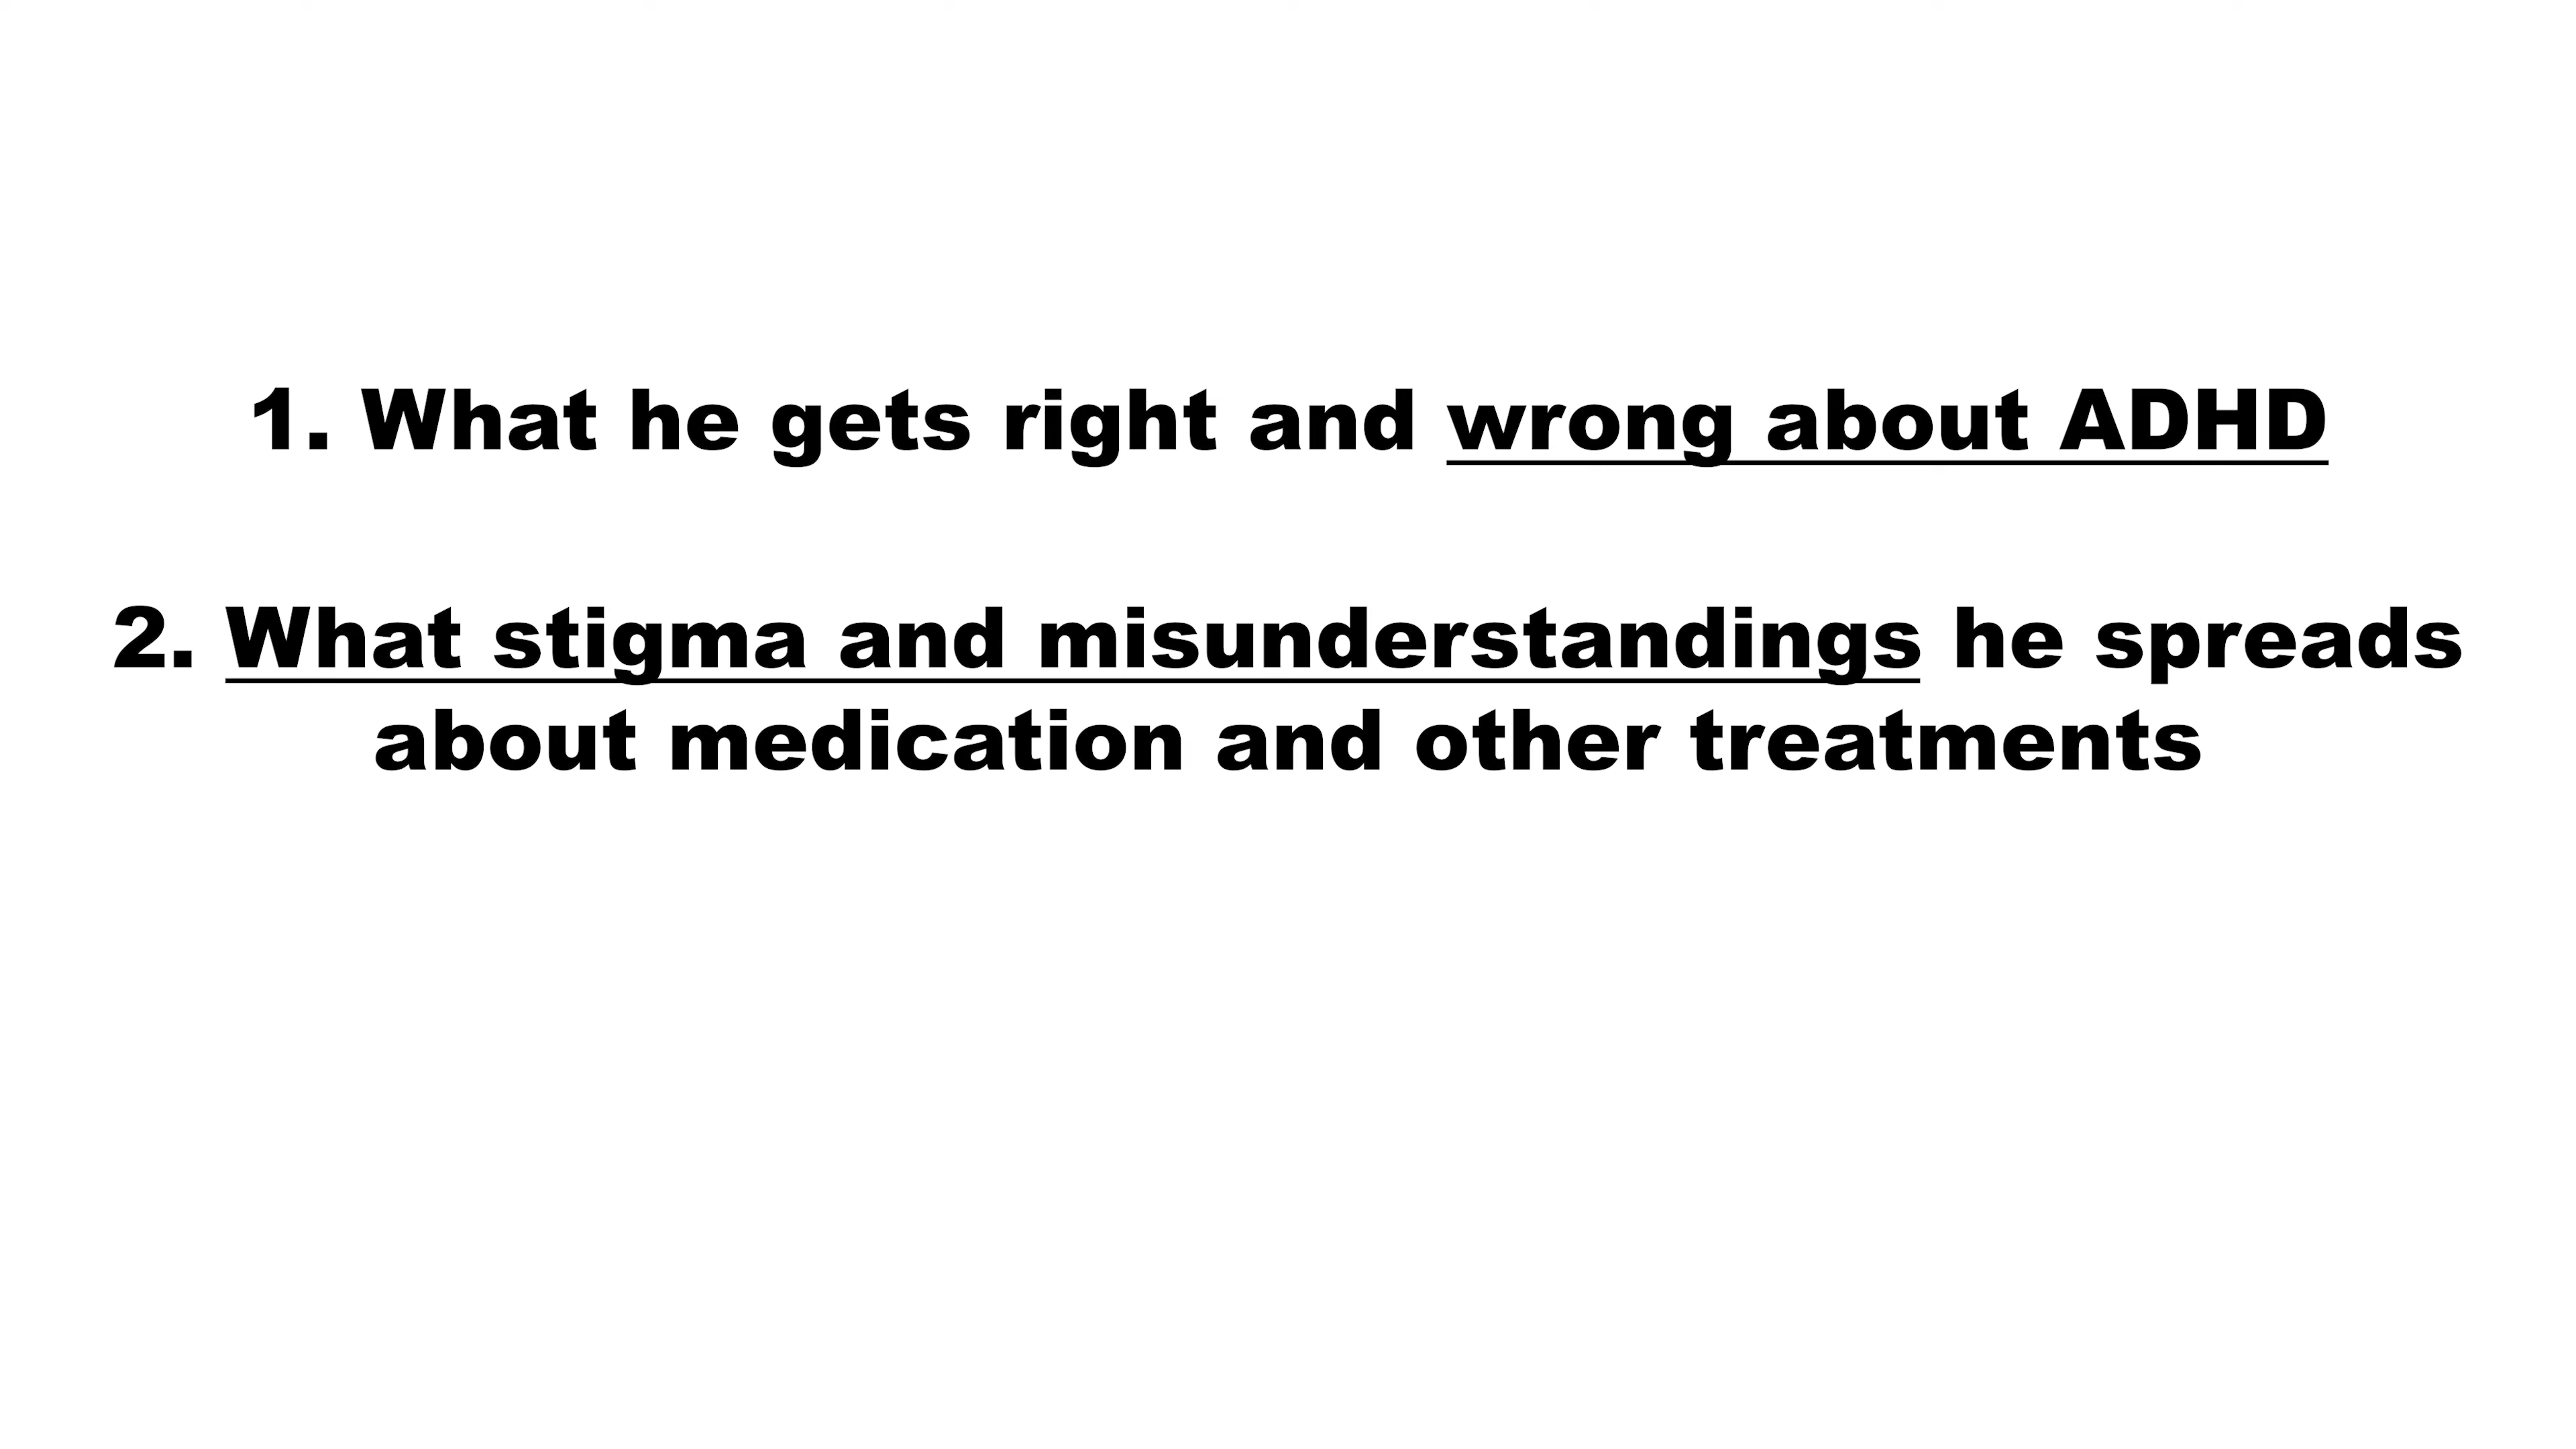 1. What he gets right and wrong about ADHD
2. What stigma and misunderstandings he spreads
about medication and other treatments